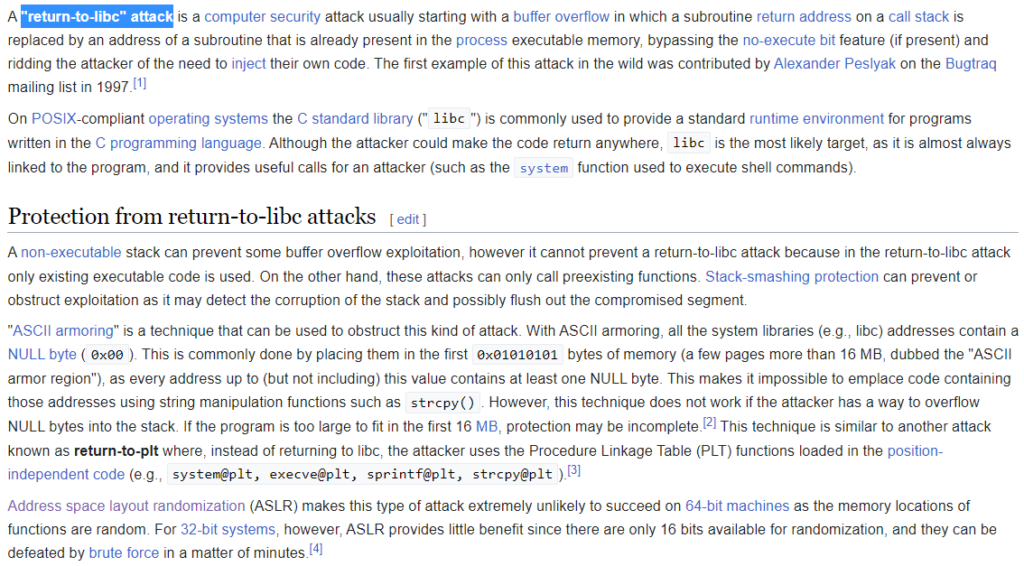 A "return-to-libc" attack is a computer security attack usually starting with a buffer overflow in which a subroutine return address on a call stack is
replaced by an address of a subroutine that is already present in the process executable memory, bypassing the no-execute bit feature (if present) and
ridding the attacker of the need to inject their own code. The first example of this attack in the wild was contributed by Alexander Peslyak on the Bugtraq
mailing list in 1997.[1]
On POSIX-compliant operating systems the C standard library ("libc") is commonly used to provide a standard runtime environment for programs
written in the C programming language. Although the attacker could make the code return anywhere, libc is the most likely target, as it is almost always
linked to the program, and it provides useful calls for an attacker (such as the system function used to execute shell commands).
Protection from return-to-libc attacks [ edit ]
A non-executable stack can prevent some buffer overflow exploitation, however it cannot prevent a return-to-libc attack because in the return-to-libc attack
only existing executable code is used. On the other hand, these attacks can only call preexisting functions. Stack-smashing protection can prevent or
obstruct exploitation as it may detect the corruption of the stack and possibly flush out the compromised segment.
"ASCII armoring" is a technique that can be used to obstruct this kind of attack. With ASCII armoring, all the system libraries (e.g., libc) addresses contain a
NULL byte ( 0x00 ). This is commonly done by placing them in the first 0x01010101 bytes of memory (a few pages more than 16 MB, dubbed the "ASCII
armor region"), as every address up to (but not including) this value contains at least one NULL byte. This makes it impossible to emplace code containing
those addresses using string manipulation functions such as strcpy() . However, this technique does not work if the attacker has a way to overflow
NULL bytes into the stack. If the program is too large to fit in the first 16 MB, protection may be incomplete.[2] This technique is similar to another attack
known as return-to-plt where, instead of returning to libc, the attacker uses the Procedure Linkage Table (PLT) functions loaded in the position-
independent code (e.g., system@plt, execve@plt, sprintf@plt, strcpy@plt ).[3]
Address space layout randomization (ASLR) makes this type of attack extremely unlikely to succeed on 64-bit machines as the memory locations of
functions are random. For 32-bit systems, however, ASLR provides little benefit since there are only 16 bits available for randomization, and they can be
defeated by brute force in a matter of minutes.[4]